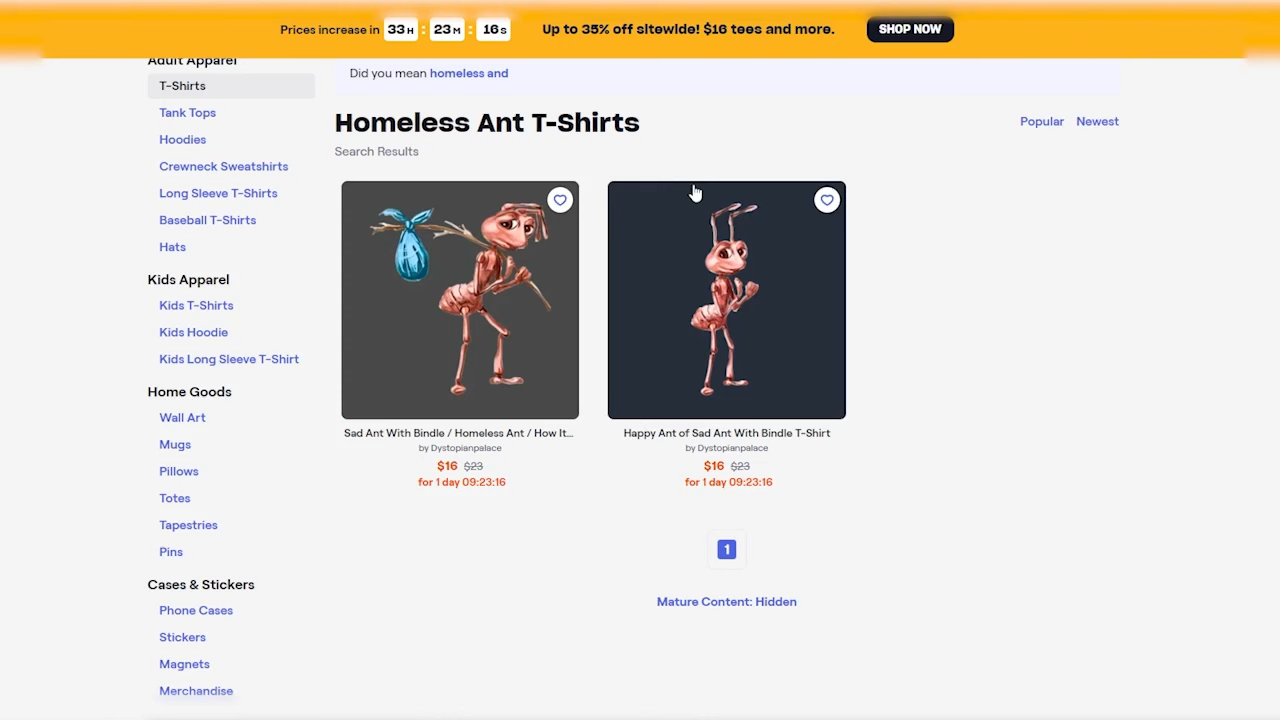 Prices increase in 33 H : 23 M : 16 S Up to 35% off sitewide! $16 tees and more. SHOP NOW
Adult Apparel
T-Shirts
Tank Tops
Hoodies
Crewneck Sweatshirts
Long Sleeve T-Shirts
Baseball T-Shirts
Hats
Kids Apparel
Kids T-Shirts
Kids Hoodie
Kids Long Sleeve T-Shirt
Home Goods
Wall Art
Mugs
Pillows
Totes
Tapestries
Pins
Cases & Stickers
Phone Cases
Stickers
Magnets
Merchandise
Did you mean homeless and
Homeless Ant T-Shirts
Popular Newest
Search Results
Sad Ant With Bindle / Homeless Ant / How It...
by Dystopianpalace
$16 $23
for 1 day 09:23:16
Happy Ant of Sad Ant With Bindle T-Shirt
by Dystopianpalace
$16 $23
for 1 day 09:23:16
1
Mature Content: Hidden